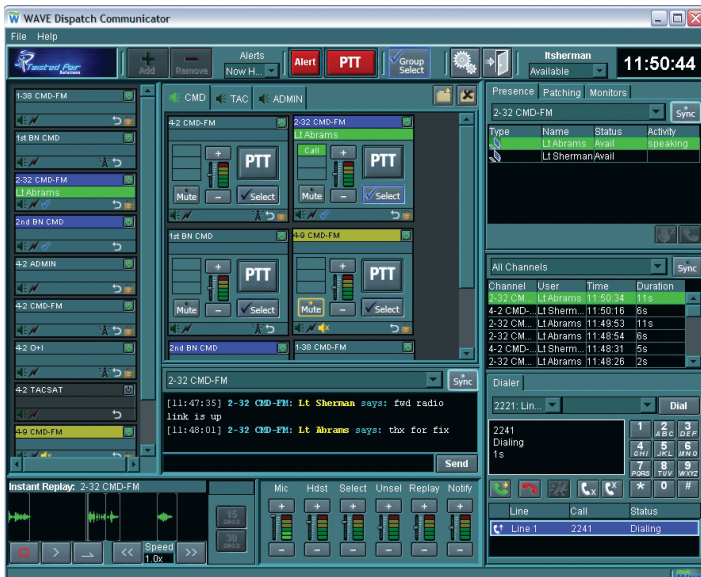 WAVE Dispatch Communicator
File Help
Twisted Pair
Solutions
Add
Remove
Alerts
Now H...
Alert
PTT
Group
Select
ltsherman
Available
11:50:44
1-38 CMD-FM
1st BN CMD
2-32 CMD-FM
Lt Abrams
2nd BN CMD
4-2 ADMIN
4-2 CMD-FM
4-2 O+I
4-2 TACSAT
4-9 CMD-FM
CMD TAC ADMIN
4-2 CMD-FM
PTT
Mute
Select
2-32 CMD-FM
Lt Abrams
Call
PTT
Mute
Select
1st BN CMD
PTT
Mute
Select
4-9 CMD-FM
PTT
Mute
Select
2nd BN CMD
1-38 CMD-FM
2-32 CMD-FM
Sync
[11:47:35] 2-32 CMD-FM: Lt Sherman says: fwd radio
link is up
[11:48:01] 2-32 CMD-FM: Lt Abrams says: thx for fix
Send
Presence Patching Monitors
2-32 CMD-FM
Sync
Type Name Status Activity
Lt Abrams Avail speaking
Lt Sherman Avail
All Channels
Sync
Channel User Time Duration
2-32 CM... Lt Abrams 11:50:34 11s
4-2 CMD-... Lt Sherm... 11:50:16 6s
2-32 CM... Lt Abrams 11:49:53 11s
2-32 CM... Lt Abrams 11:48:54 6s
4-2 CMD-... Lt Sherm... 11:48:31 5s
2-32 CM... Lt Abrams 11:48:26 2s
Dialer
2221: Lin...
Dial
2241
Dialing
1s
1 2 ABC 3 DEF
4 GHI 5 JKL 6 MNO
7 PQRS 8 TUV 9 WXYZ
* 0 #
Line Call Status
Line 1 2241 Dialing
Instant Replay: 2-32 CMD-FM
15
secs
30
secs
Speed
1.0x
Mic Hdst Select Unsel Replay Notify